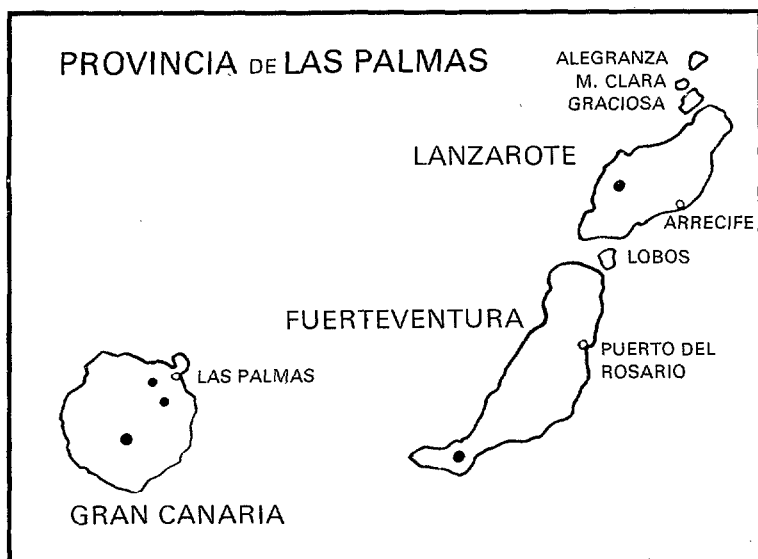 PROVINCIA DE LAS PALMAS
ALEGRANZA
M. CLARA
GRACIOSA
LANZAROTE
ARRECIFE
LOBOS
FUERTEVENTURA
PUERTO DEL
ROSARIO
LAS PALMAS
GRAN CANARIA